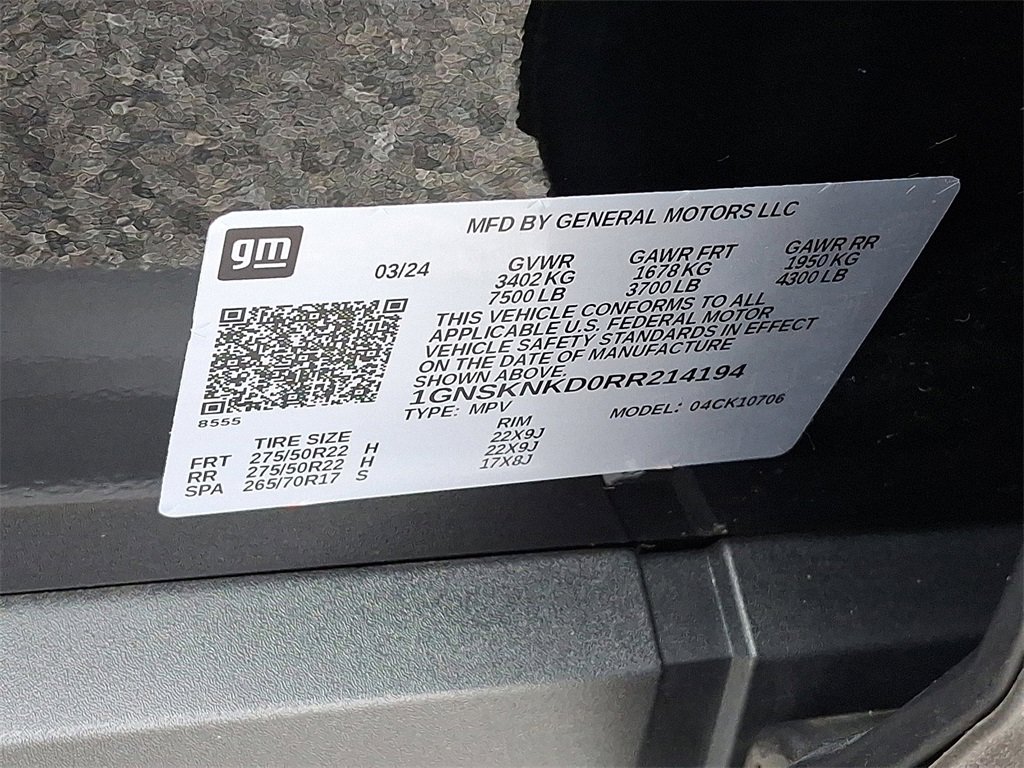 gm
MFD BY GENERAL MOTORS LLC
03/24
GVWR
3402 KG
7500 LB
GAWR FRT
1678 KG
3700 LB
GAWR RR
1950 KG
4300 LB
THIS VEHICLE CONFORMS TO ALL
APPLICABLE U.S. FEDERAL MOTOR
VEHICLE SAFETY STANDARDS IN EFFECT
ON THE DATE OF MANUFACTURE
SHOWN ABOVE.
1GNSKNKD0RR214194
TYPE: MPV
MODEL: 04CK10706
8555
TIRE SIZE RIM
FRT 275/50R22 H 22X9J
RR 275/50R22 H 22X9J
SPA 265/70R17 S 17X8J